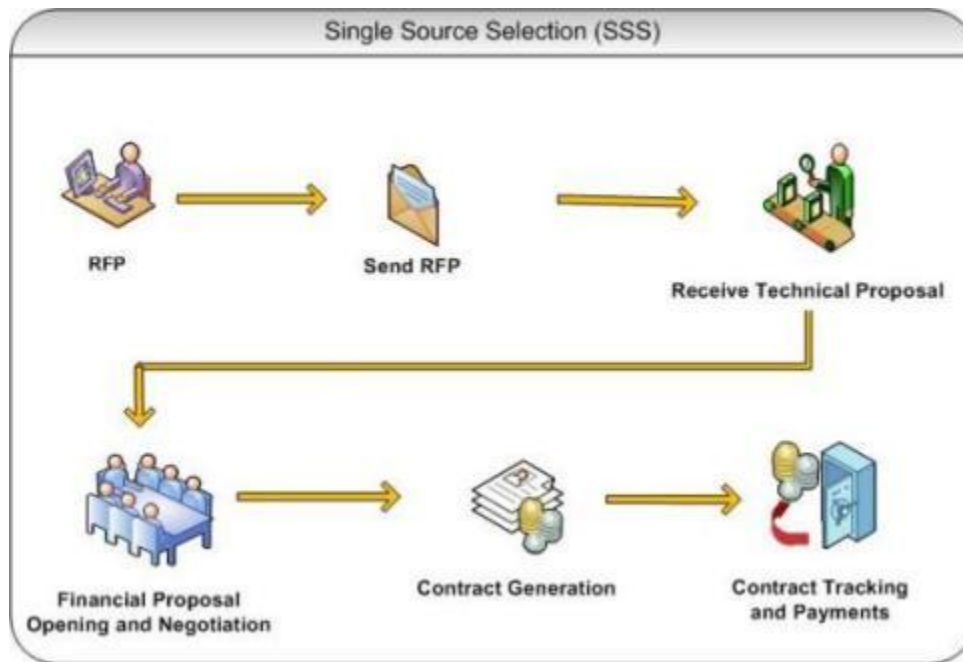 Single Source Selection (SSS)
RFP
Send RFP
Receive Technical Proposal
Financial Proposal
Opening and Negotiation
Contract Generation
Contract Tracking
and Payments